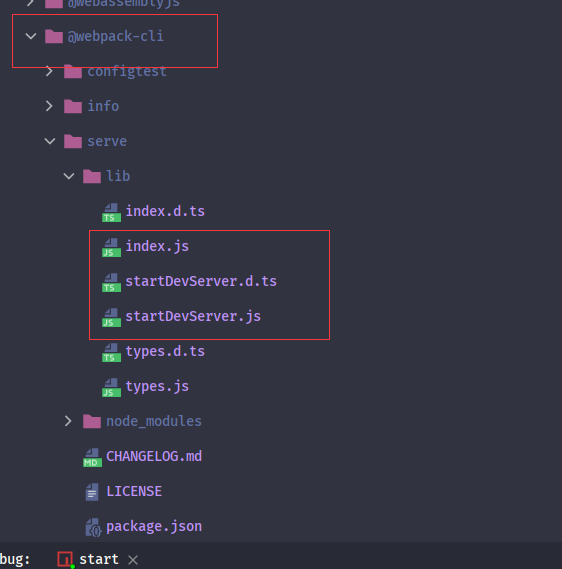 @webassemblyjs
@webpack-cli
configtest
info
serve
lib
TS index.d.ts
JS index.js
TS startDevServer.d.ts
JS startDevServer.js
TS types.d.ts
JS types.js
node_modules
MD CHANGELOG.md
LICENSE
package.json
bug: start